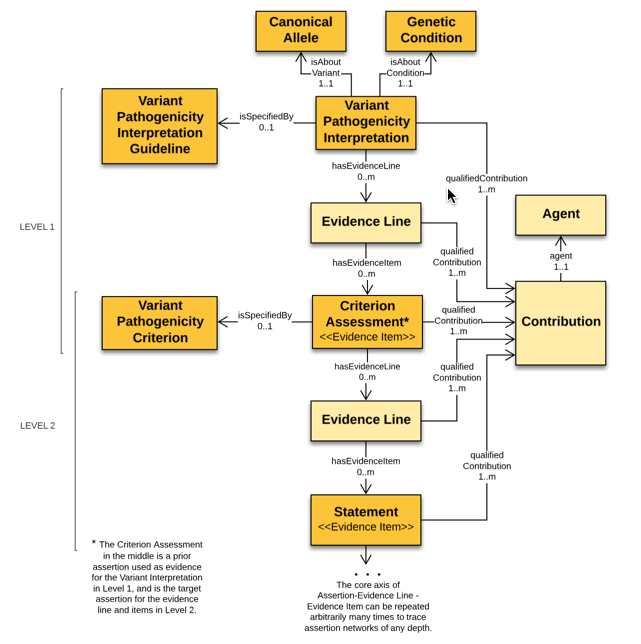 Canonical
Allele
Genetic
Condition
isAbout
Variant
1..1
isAbout
Condition
1..1
Variant
Pathogenicity
Interpretation
Guideline
isSpecifiedBy
0..1
Variant
Pathogenicity
Interpretation
hasEvidenceLine
0..m
qualifiedContribution
1..m
Evidence Line
Agent
LEVEL 1
qualified
Contribution
1..m
agent
1..1
hasEvidenceItem
0..m
Variant
Pathogenicity
Criterion
isSpecifiedBy
0..1
Criterion
Assessment*
<<Evidence Item>>
qualified
Contribution
1..m
Contribution
hasEvidenceLine
0..m
qualified
Contribution
1..m
LEVEL 2
Evidence Line
hasEvidenceItem
0..m
qualified
Contribution
1..m
Statement
<<Evidence Item>>
* The Criterion Assessment
in the middle is a prior
assertion used as evidence
for the Variant Interpretation
in Level 1, and is the target
assertion for the evidence
line and items in Level 2.
. . .
The core axis of
Assertion-Evidence Line -
Evidence Item can be repeated
arbitrarily many times to trace
assertion networks of any depth.